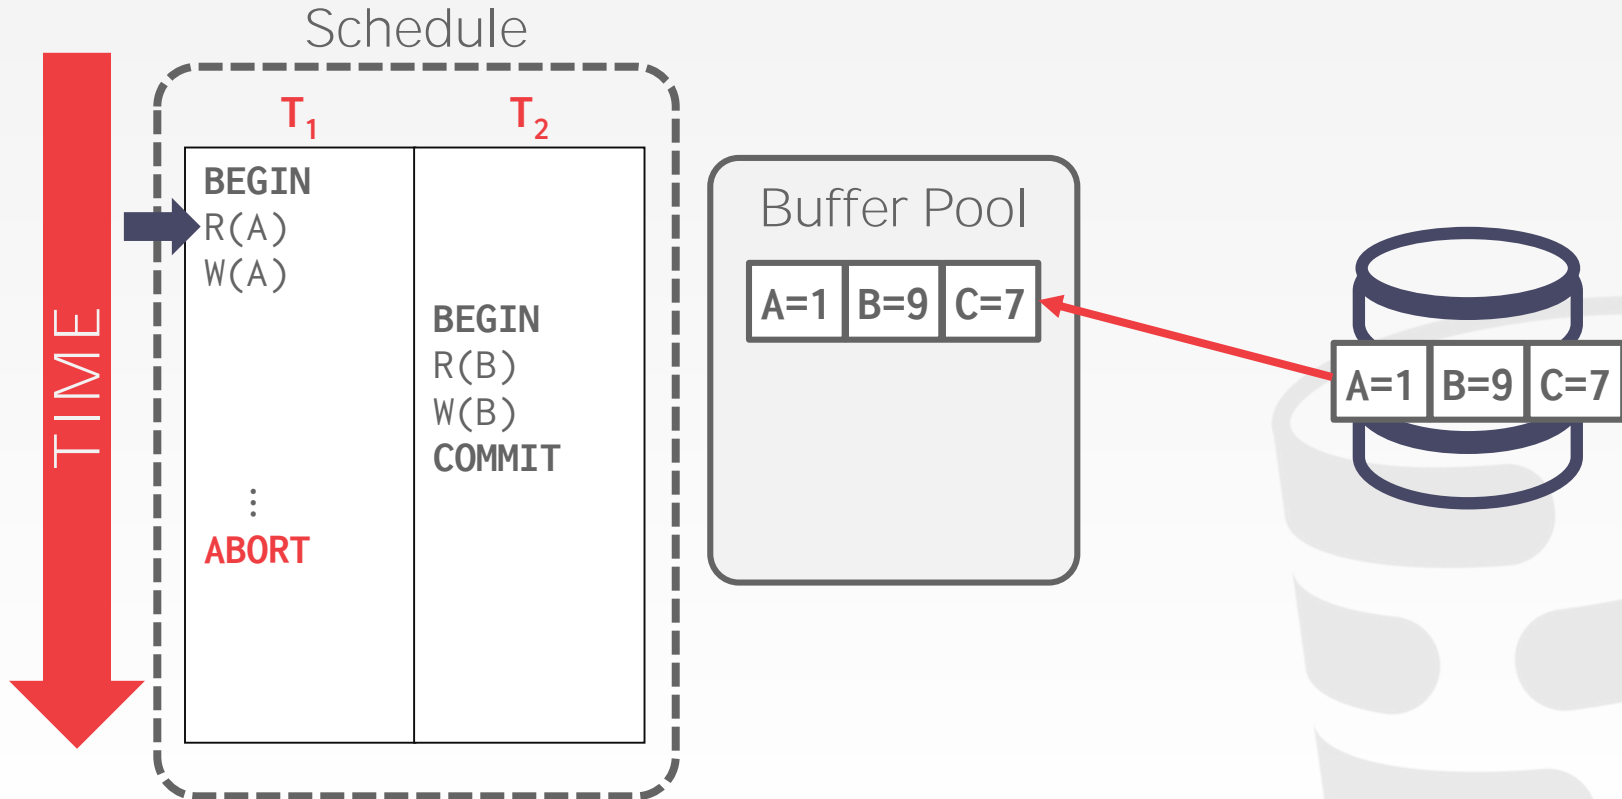 Schedule
TIME
T1
T2
BEGIN
R(A)
W(A)
BEGIN
R(B)
W(B)
COMMIT
⋮
ABORT
Buffer Pool
A=1 B=9 C=7
A=1 B=9 C=7